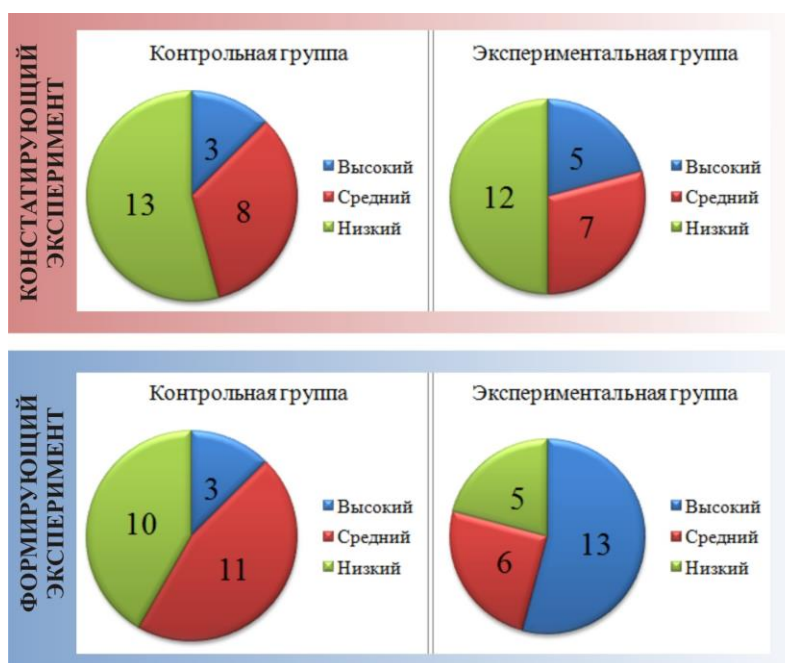 КОНСТАТИРУЮЩИЙ
ЭКСПЕРИМЕНТ
Контрольная группа
3
8
13
Высокий
Средний
Низкий
Экспериментальная группа
5
7
12
Высокий
Средний
Низкий
ФОРМИРУЮЩИЙ
ЭКСПЕРИМЕНТ
Контрольная группа
3
11
10
Высокий
Средний
Низкий
Экспериментальная группа
13
6
5
Высокий
Средний
Низкий